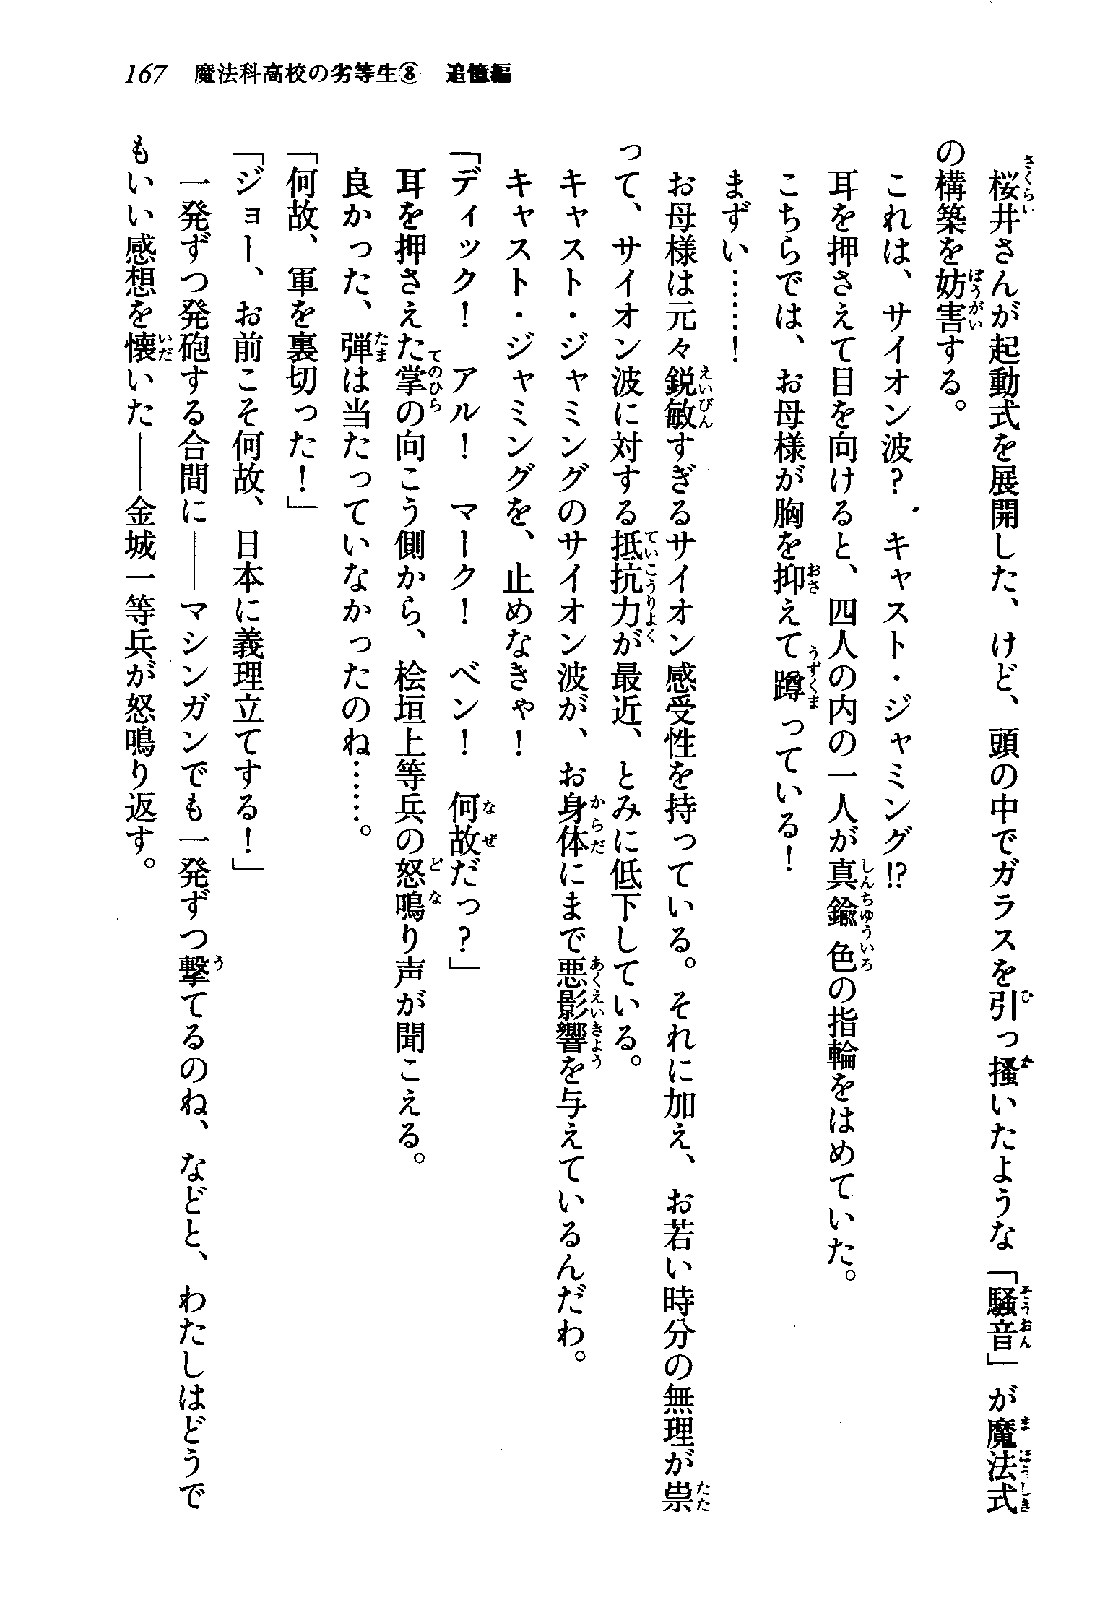 167　魔法科高校の劣等生⑧　追憶編
　桜井さんが起動式を展開した、けど、頭の中でガラスを引っ掻いたような「騒音」が魔法式
の構築を妨害する。
　これは、サイオン波？　キャスト・ジャミング!?
　耳を押さえて目を向けると、四人の内の一人が真鍮色の指輪をはめていた。
　こちらでは、お母様が胸を抑えて蹲っている！
　まずい……！
　お母様は元々鋭敏すぎるサイオン感受性を持っている。それに加え、お若い時分の無理が祟
って、サイオン波に対する抵抗力が最近、とみに低下している。
　キャスト・ジャミングのサイオン波が、お身体にまで悪影響を与えているんだわ。
　キャスト・ジャミングを、止めなきゃ！
「ディック！　アル！　マーク！　ベン！　何故だっ？」
　耳を押さえた掌の向こう側から、桧垣上等兵の怒鳴り声が聞こえる。
　良かった、弾は当たっていなかったのね……。
「何故、軍を裏切った！」
「ジョー、お前こそ何故、日本に義理立てする！」
　一発ずつ発砲する合間に――マシンガンでも一発ずつ撃てるのね、などと、わたしはどうで
もいい感想を懐いた――金城一等兵が怒鳴り返す。